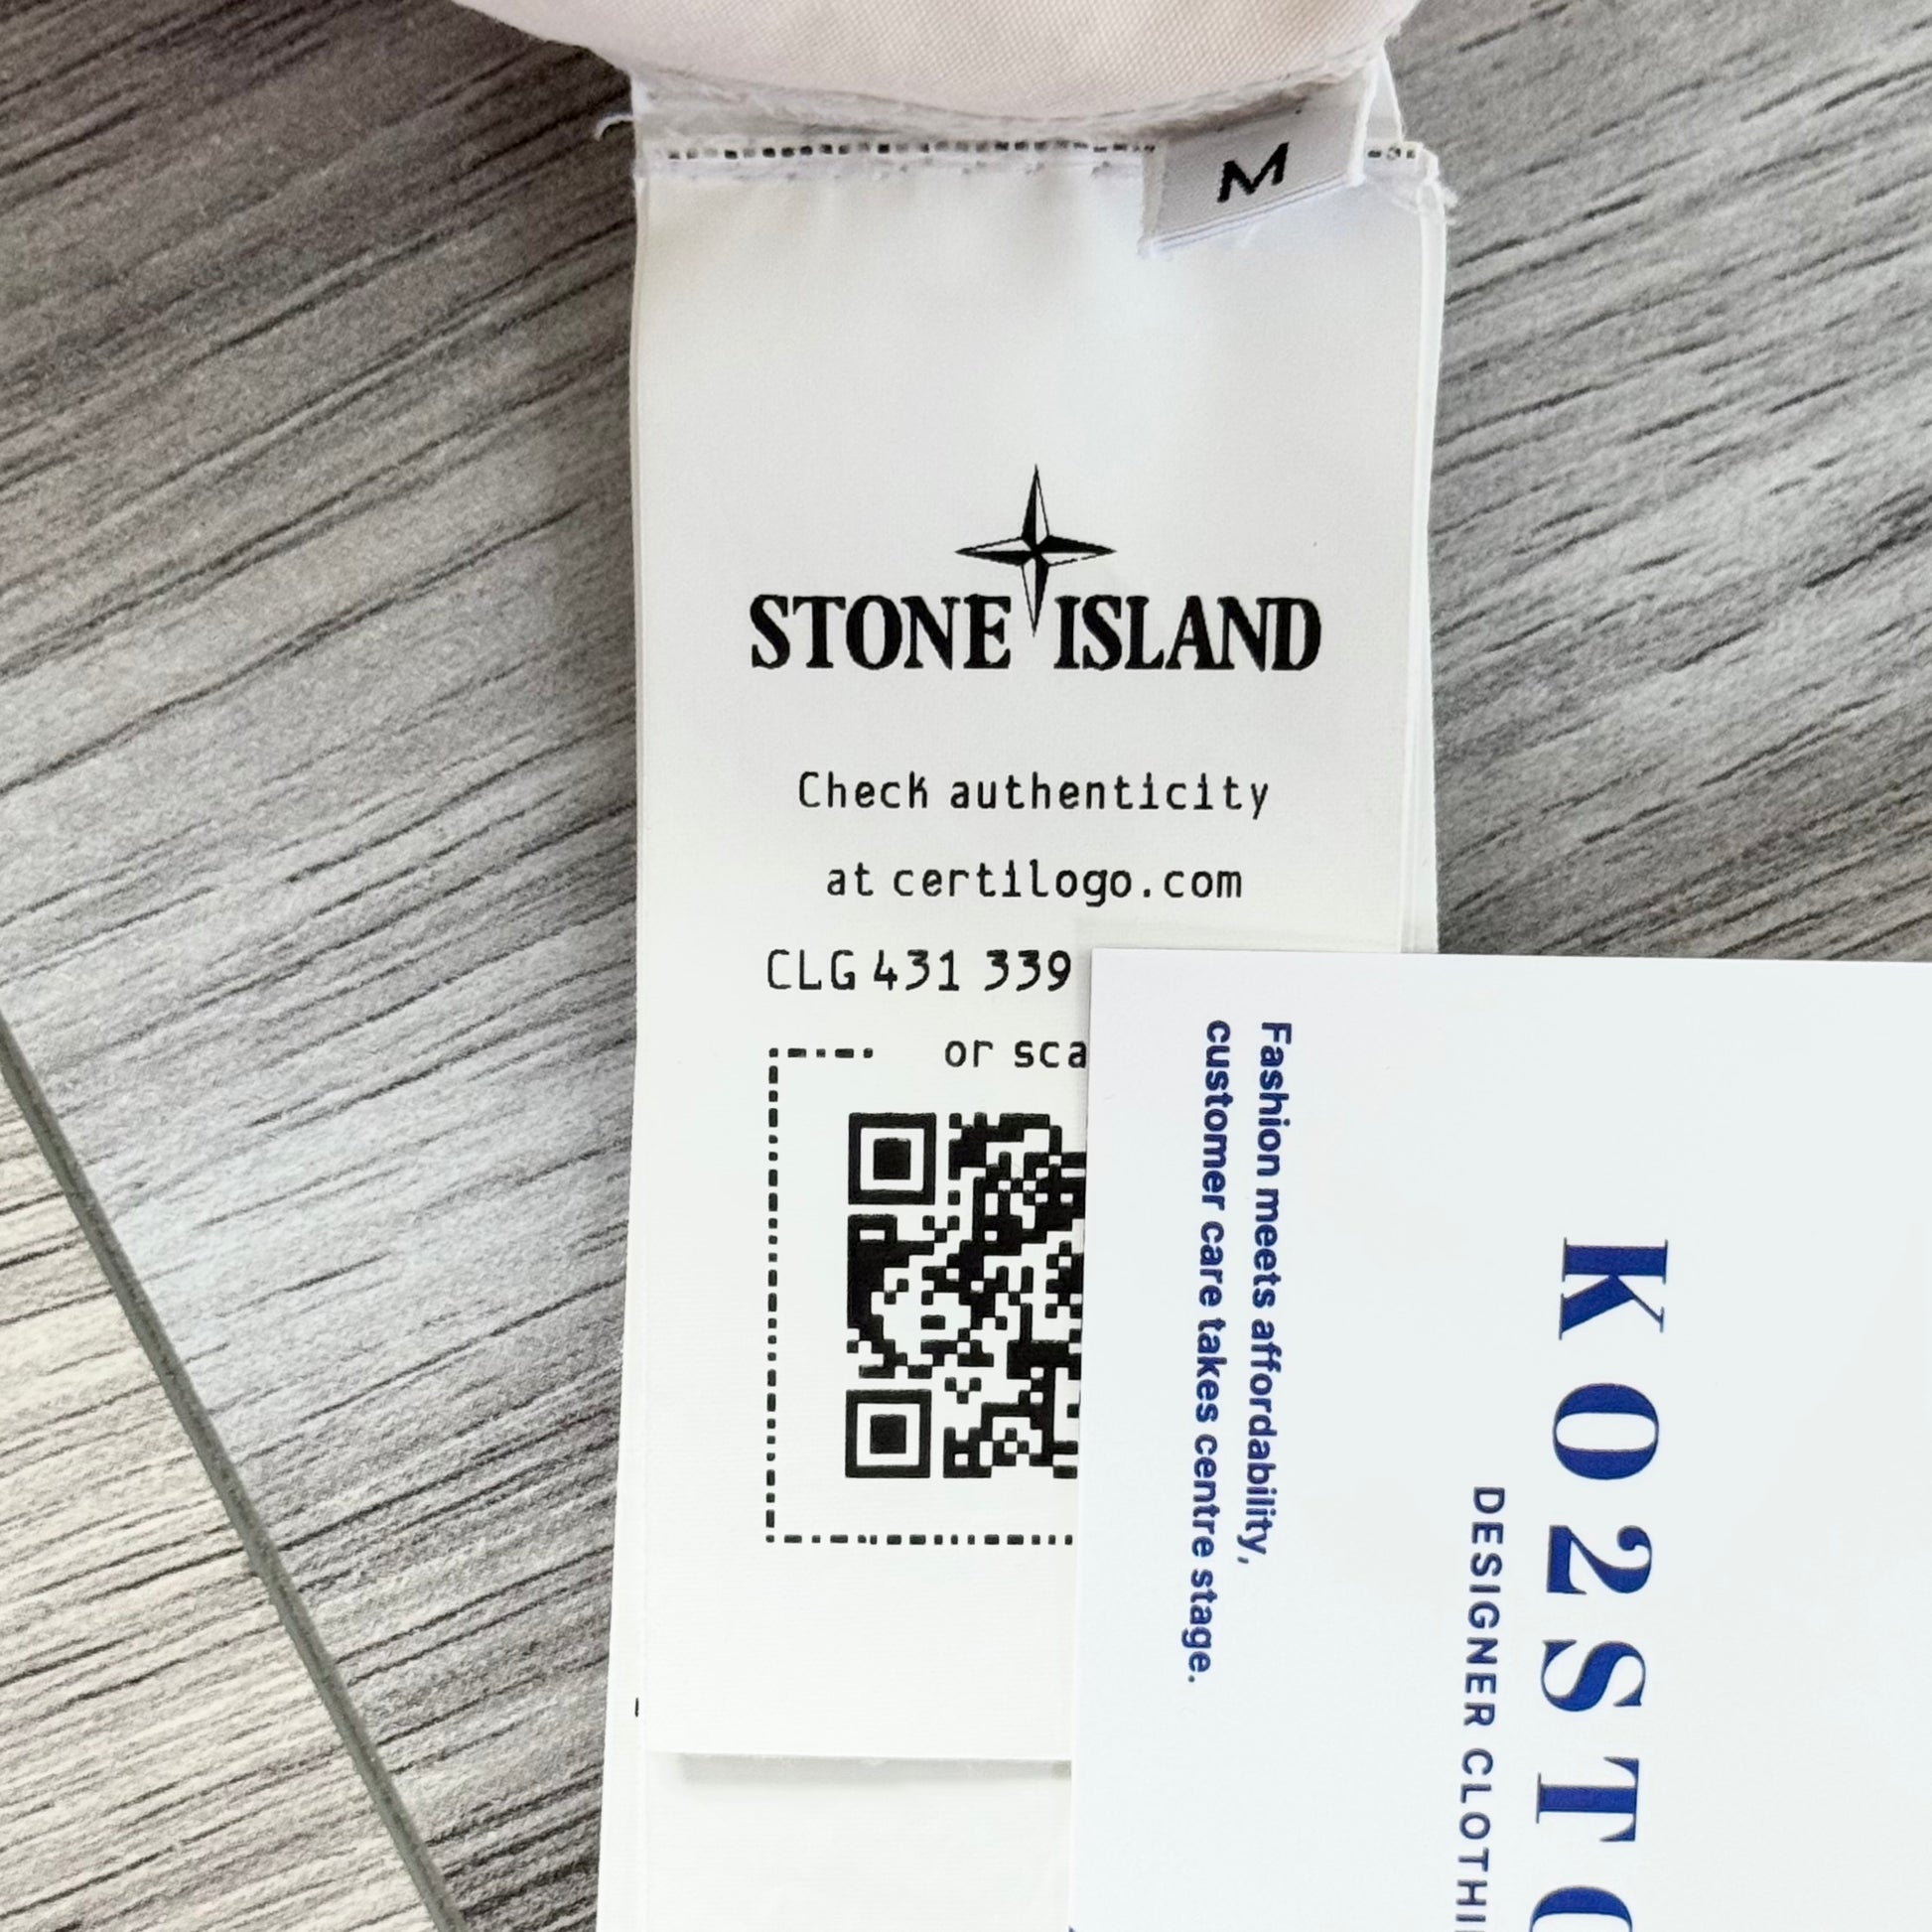 M
STONE ISLAND
Check authenticity
at certilogo.com
CLG 431 339
or sca
Fashion meets affordability,
customer care takes centre stage.
KO2STO
DESIGNER CLOTHI